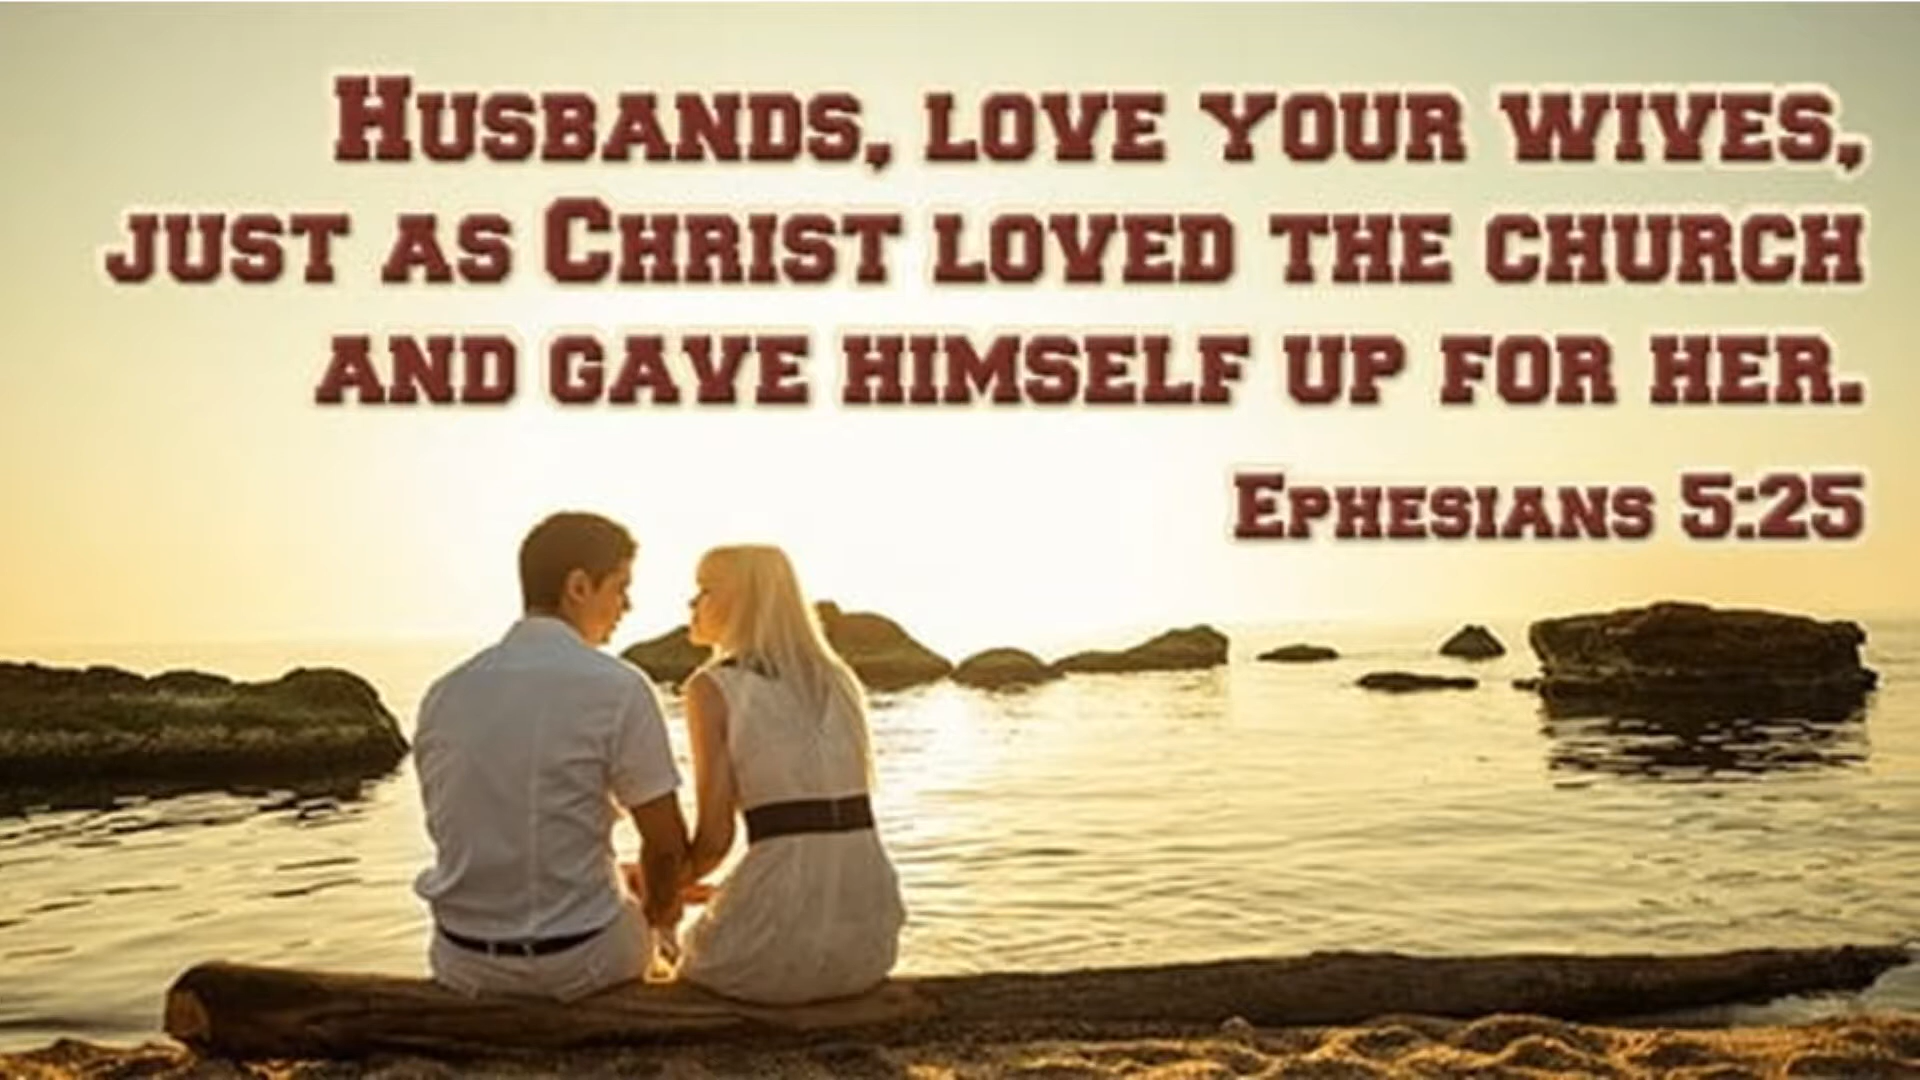 Husbands, love your wives,
just as Christ loved the church
and gave himself up for her.
Ephesians 5:25